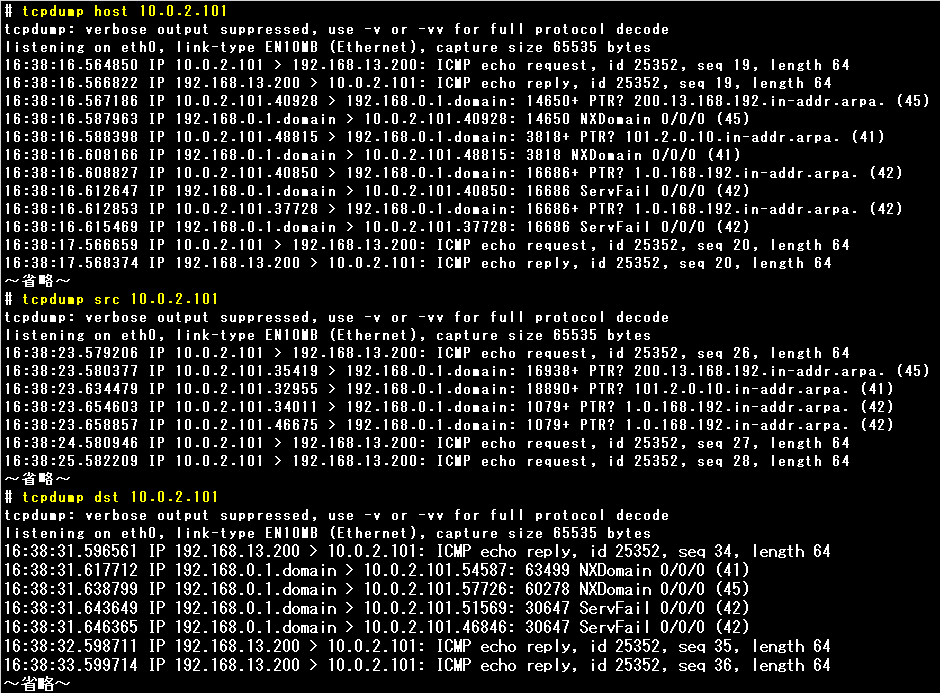 # tcpdump host 10.0.2.101
tcpdump: verbose output suppressed, use -v or -vv for full protocol decode
listening on eth0, link-type EN10MB (Ethernet), capture size 65535 bytes
16:38:16.564850 IP 10.0.2.101 > 192.168.13.200: ICMP echo request, id 25352, seq 19, length 64
16:38:16.566822 IP 192.168.13.200 > 10.0.2.101: ICMP echo reply, id 25352, seq 19, length 64
16:38:16.567186 IP 10.0.2.101.40928 > 192.168.0.1.domain: 14650+ PTR? 200.13.168.192.in-addr.arpa. (45)
16:38:16.587963 IP 192.168.0.1.domain > 10.0.2.101.40928: 14650 NXDomain 0/0/0 (45)
16:38:16.588398 IP 10.0.2.101.48815 > 192.168.0.1.domain: 3818+ PTR? 101.2.0.10.in-addr.arpa. (41)
16:38:16.608166 IP 192.168.0.1.domain > 10.0.2.101.48815: 3818 NXDomain 0/0/0 (41)
16:38:16.608827 IP 10.0.2.101.40850 > 192.168.0.1.domain: 16686+ PTR? 1.0.168.192.in-addr.arpa. (42)
16:38:16.612647 IP 192.168.0.1.domain > 10.0.2.101.40850: 16686 ServFail 0/0/0 (42)
16:38:16.612853 IP 10.0.2.101.37728 > 192.168.0.1.domain: 16686+ PTR? 1.0.168.192.in-addr.arpa. (42)
16:38:16.615469 IP 192.168.0.1.domain > 10.0.2.101.37728: 16686 ServFail 0/0/0 (42)
16:38:17.566659 IP 10.0.2.101 > 192.168.13.200: ICMP echo request, id 25352, seq 20, length 64
16:38:17.568374 IP 192.168.13.200 > 10.0.2.101: ICMP echo reply, id 25352, seq 20, length 64
～省略～
# tcpdump src 10.0.2.101
tcpdump: verbose output suppressed, use -v or -vv for full protocol decode
listening on eth0, link-type EN10MB (Ethernet), capture size 65535 bytes
16:38:23.579206 IP 10.0.2.101 > 192.168.13.200: ICMP echo request, id 25352, seq 26, length 64
16:38:23.580377 IP 10.0.2.101.35419 > 192.168.0.1.domain: 16938+ PTR? 200.13.168.192.in-addr.arpa. (45)
16:38:23.634479 IP 10.0.2.101.32955 > 192.168.0.1.domain: 18890+ PTR? 101.2.0.10.in-addr.arpa. (41)
16:38:23.654603 IP 10.0.2.101.34011 > 192.168.0.1.domain: 1079+ PTR? 1.0.168.192.in-addr.arpa. (42)
16:38:23.658857 IP 10.0.2.101.46675 > 192.168.0.1.domain: 1079+ PTR? 1.0.168.192.in-addr.arpa. (42)
16:38:24.580946 IP 10.0.2.101 > 192.168.13.200: ICMP echo request, id 25352, seq 27, length 64
16:38:25.582209 IP 10.0.2.101 > 192.168.13.200: ICMP echo request, id 25352, seq 28, length 64
～省略～
# tcpdump dst 10.0.2.101
tcpdump: verbose output suppressed, use -v or -vv for full protocol decode
listening on eth0, link-type EN10MB (Ethernet), capture size 65535 bytes
16:38:31.596561 IP 192.168.13.200 > 10.0.2.101: ICMP echo reply, id 25352, seq 34, length 64
16:38:31.617712 IP 192.168.0.1.domain > 10.0.2.101.54587: 63499 NXDomain 0/0/0 (41)
16:38:31.638799 IP 192.168.0.1.domain > 10.0.2.101.57726: 60278 NXDomain 0/0/0 (45)
16:38:31.643649 IP 192.168.0.1.domain > 10.0.2.101.51569: 30647 ServFail 0/0/0 (42)
16:38:31.646365 IP 192.168.0.1.domain > 10.0.2.101.46846: 30647 ServFail 0/0/0 (42)
16:38:32.598711 IP 192.168.13.200 > 10.0.2.101: ICMP echo reply, id 25352, seq 35, length 64
16:38:33.599714 IP 192.168.13.200 > 10.0.2.101: ICMP echo reply, id 25352, seq 36, length 64
～省略～